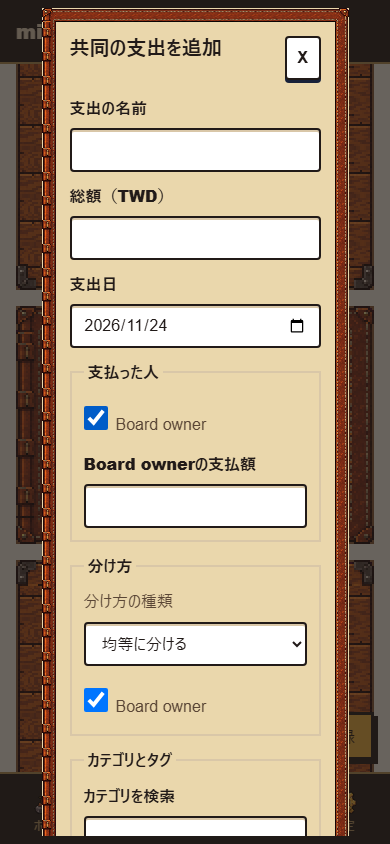 mi
共同の支出を追加
X
支出の名前
総額（TWD）
支出日
2026/11/24
支払った人
Board owner
Board ownerの支払額
分け方
分け方の種類
均等に分ける
Board owner
カテゴリとタグ
カテゴリを検索